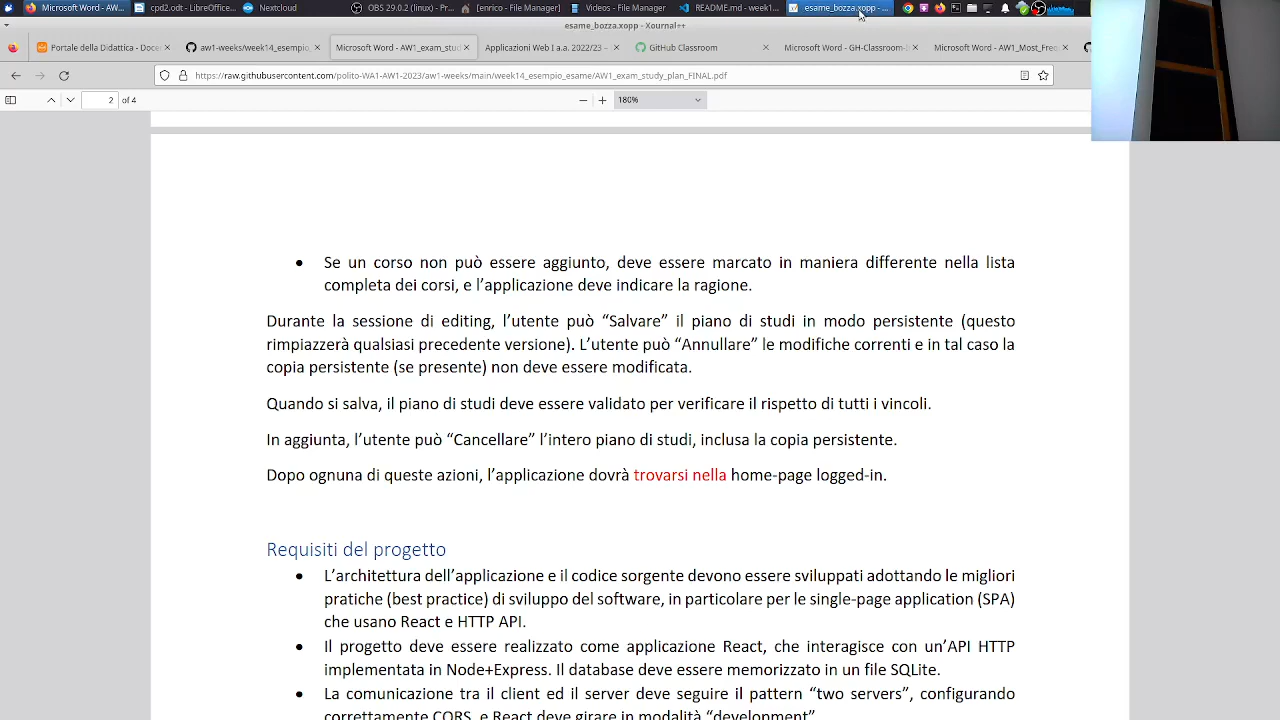 Microsoft Word - AW...
cpd2.odt - LibreOffice...
Nextcloud
OBS 29.0.2 (linux) - Pr...
[enrico - File Manager]
Videos - File Manager
README.md - week1...
esame_bozza.xopp - ...
esame_bozza.xopp - Xournal++
Portale della Didattica - Doce
aw1-weeks/week14_esempio_
Microsoft Word - AW1_exam_stud
Applicazioni Web I a.a. 2022/23 -
GitHub Classroom
Microsoft Word - GH-Classroom-I
Microsoft Word - AW1_Most_Freq
https://raw.githubusercontent.com/polito-WA1-AW1-2023/aw1-weeks/main/week14_esempio_esame/AW1_exam_study_plan_FINAL.pdf
2 of 4
180%
• Se un corso non può essere aggiunto, deve essere marcato in maniera differente nella lista
completa dei corsi, e l’applicazione deve indicare la ragione.
Durante la sessione di editing, l’utente può “Salvare” il piano di studi in modo persistente (questo
rimpiazzerà qualsiasi precedente versione). L’utente può “Annullare” le modifiche correnti e in tal caso la
copia persistente (se presente) non deve essere modificata.
Quando si salva, il piano di studi deve essere validato per verificare il rispetto di tutti i vincoli.
In aggiunta, l’utente può “Cancellare” l’intero piano di studi, inclusa la copia persistente.
Dopo ognuna di queste azioni, l’applicazione dovrà trovarsi nella home-page logged-in.
Requisiti del progetto
• L’architettura dell’applicazione e il codice sorgente devono essere sviluppati adottando le migliori
pratiche (best practice) di sviluppo del software, in particolare per le single-page application (SPA)
che usano React e HTTP API.
• Il progetto deve essere realizzato come applicazione React, che interagisce con un’API HTTP
implementata in Node+Express. Il database deve essere memorizzato in un file SQLite.
• La comunicazione tra il client ed il server deve seguire il pattern “two servers”, configurando
correttamente CORS, e React deve girare in modalità “development”